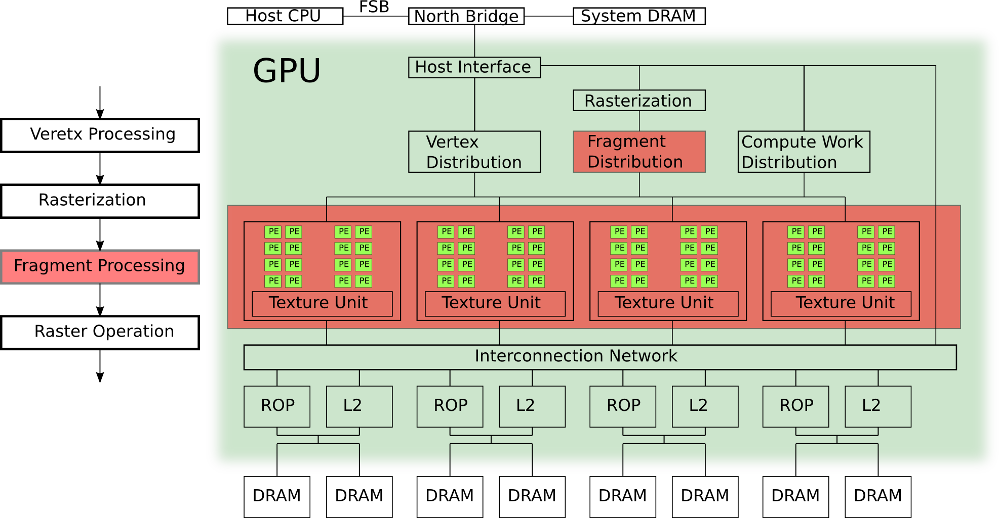 FSB
Host CPU North Bridge System DRAM
GPU
Host Interface
Rasterization
Vertex Distribution
Fragment Distribution
Compute Work Distribution
Veretx Processing
Rasterization
Fragment Processing
Raster Operation
PE PE PE PE PE PE PE PE PE PE PE PE PE PE PE PE
PE PE PE PE PE PE PE PE PE PE PE PE PE PE PE PE
PE PE PE PE PE PE PE PE PE PE PE PE PE PE PE PE
PE PE PE PE PE PE PE PE PE PE PE PE PE PE PE PE
Texture Unit Texture Unit Texture Unit Texture Unit
Interconnection Network
ROP L2 ROP L2 ROP L2 ROP L2
DRAM DRAM DRAM DRAM DRAM DRAM DRAM DRAM